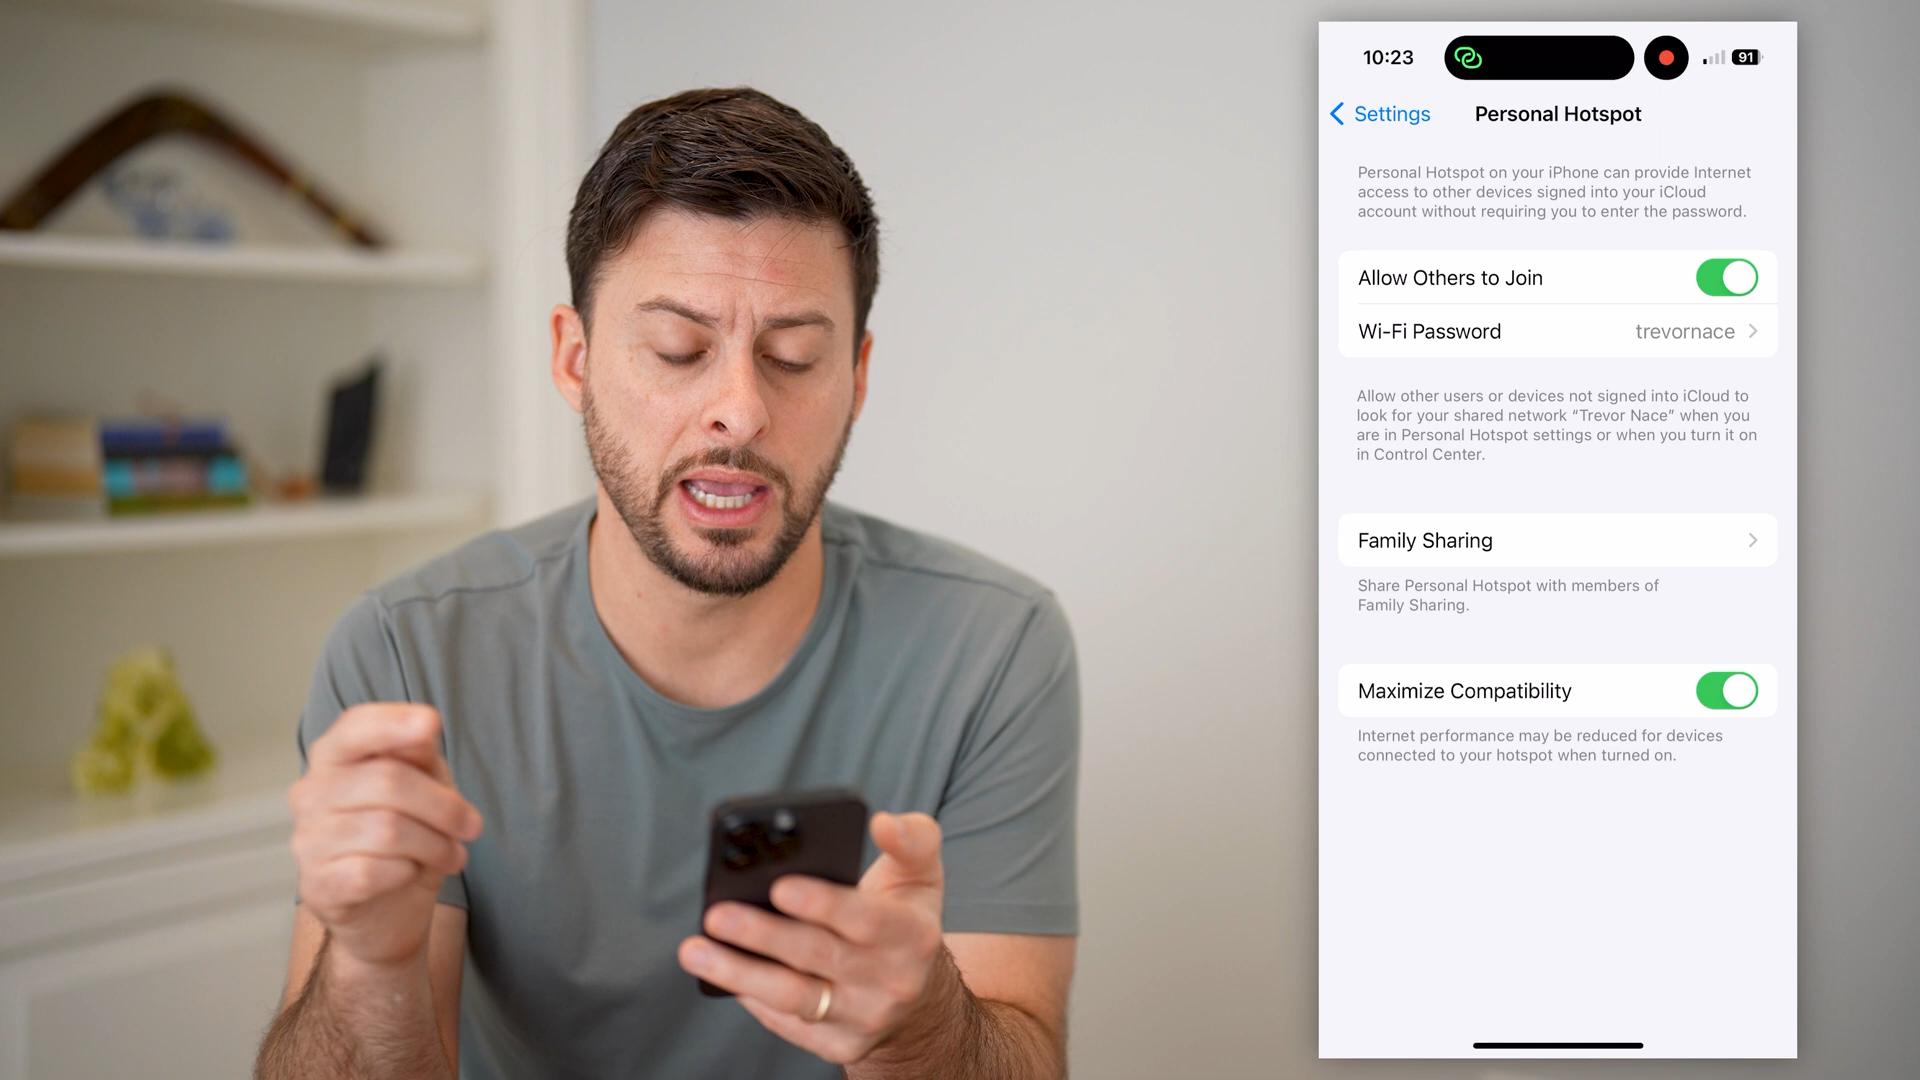 10:23
91
Settings
Personal Hotspot
Personal Hotspot on your iPhone can provide Internet
access to other devices signed into your iCloud
account without requiring you to enter the password.
Allow Others to Join
Wi-Fi Password trevornace
Allow other users or devices not signed into iCloud to
look for your shared network “Trevor Nace” when you
are in Personal Hotspot settings or when you turn it on
in Control Center.
Family Sharing
Share Personal Hotspot with members of
Family Sharing.
Maximize Compatibility
Internet performance may be reduced for devices
connected to your hotspot when turned on.